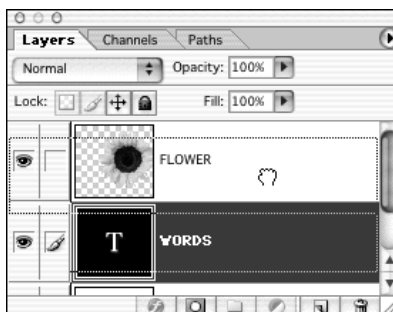 Layers Channels Paths
Normal Opacity: 100%
Lock: Fill: 100%
FLOWER
T WORDS